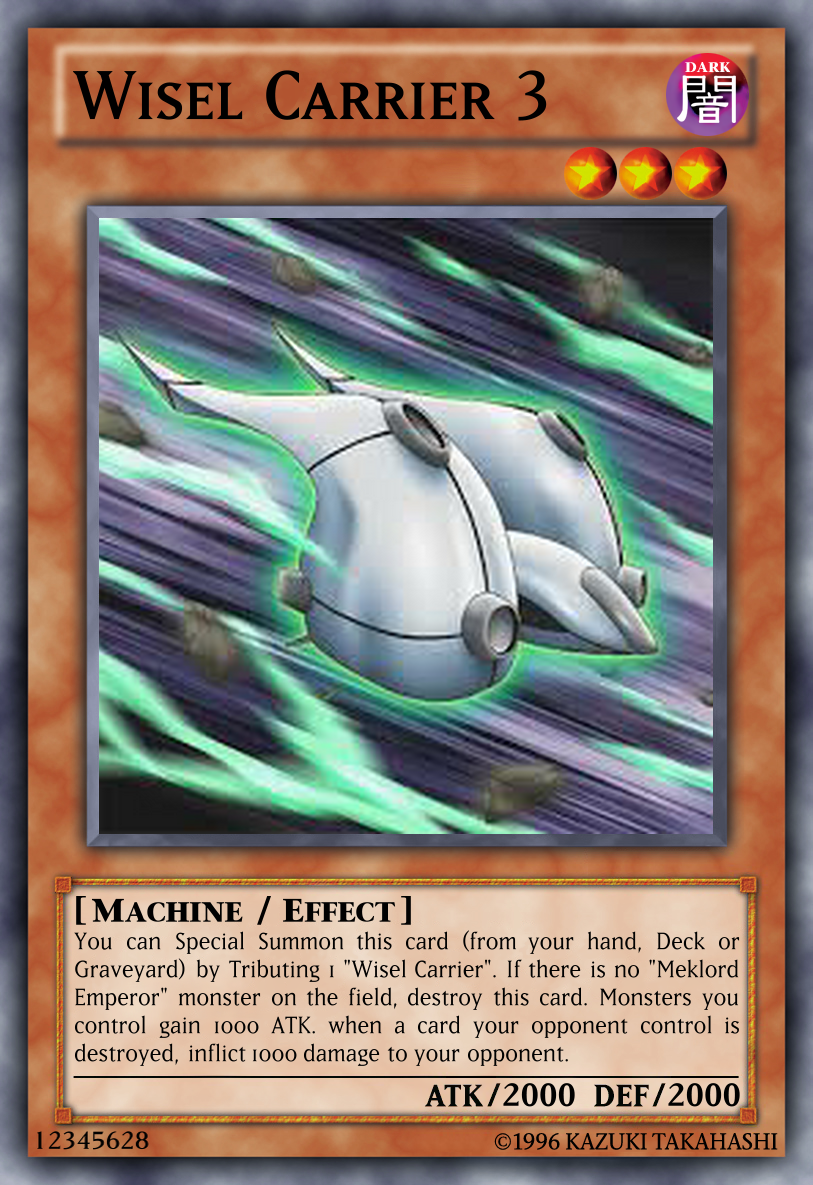 Wisel Carrier 3
DARK
闇
[ Machine / Effect ]
You can Special Summon this card (from your hand, Deck or
Graveyard) by Tributing 1 "Wisel Carrier". If there is no "Meklord
Emperor" monster on the field, destroy this card. Monsters you
control gain 1000 ATK. when a card your opponent control is
destroyed, inflict 1000 damage to your opponent.
ATK/2000 DEF/2000
12345628
©1996 KAZUKI TAKAHASHI